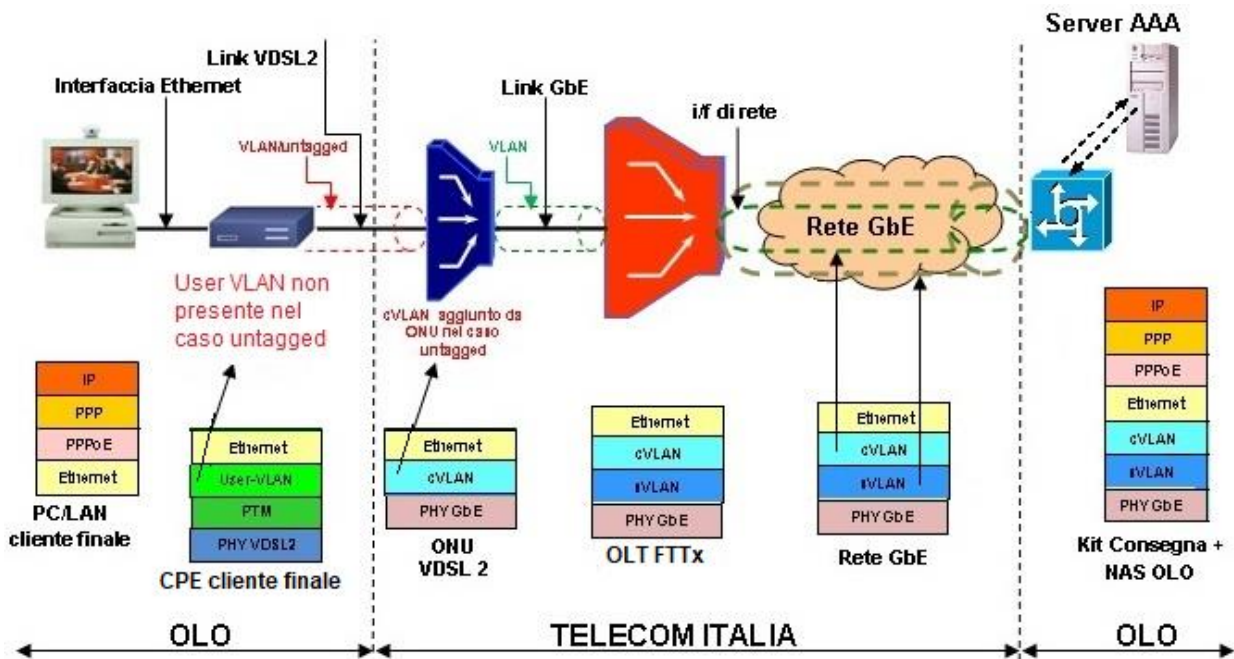 Server AAA
Link VDSL2
Interfaccia Ethernet
Link GbE
i/f di rete
VLAN/untagged
VLAN
Rete GbE
User VLAN non
presente nel
caso untagged
cVLAN aggiunto da
ONU nel caso
untagged
IP
PPP
PPPoE
Ethernet
PC/LAN
cliente finale
Ethernet
User-VLAN
PTM
PHY VDSL2
CPE cliente finale
Ethernet
cVLAN
PHY GbE
ONU
VDSL 2
Ethernet
cVLAN
sVLAN
PHY GbE
OLT FTTx
Ethernet
cVLAN
sVLAN
PHY GbE
Rete GbE
IP
PPP
PPPoE
Ethernet
cVLAN
sVLAN
PHY GbE
Kit Consegna +
NAS OLO
OLO
TELECOM ITALIA
OLO